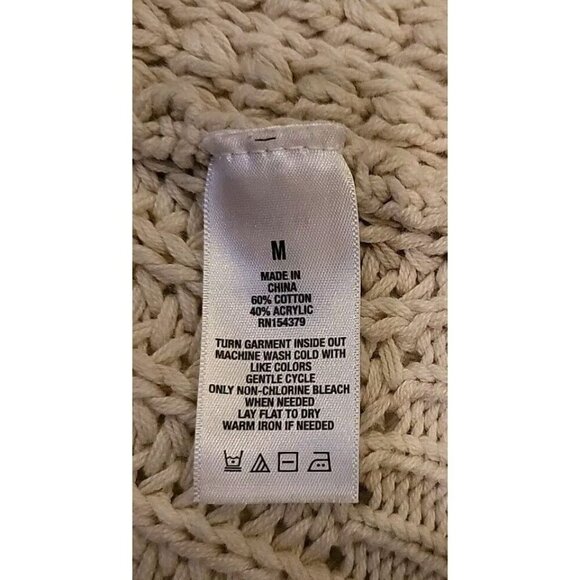 M
MADE IN
CHINA
60% COTTON
40% ACRYLIC
RN154379
TURN GARMENT INSIDE OUT
MACHINE WASH COLD WITH
LIKE COLORS
GENTLE CYCLE
ONLY NON-CHLORINE BLEACH
WHEN NEEDED
LAY FLAT TO DRY
WARM IRON IF NEEDED